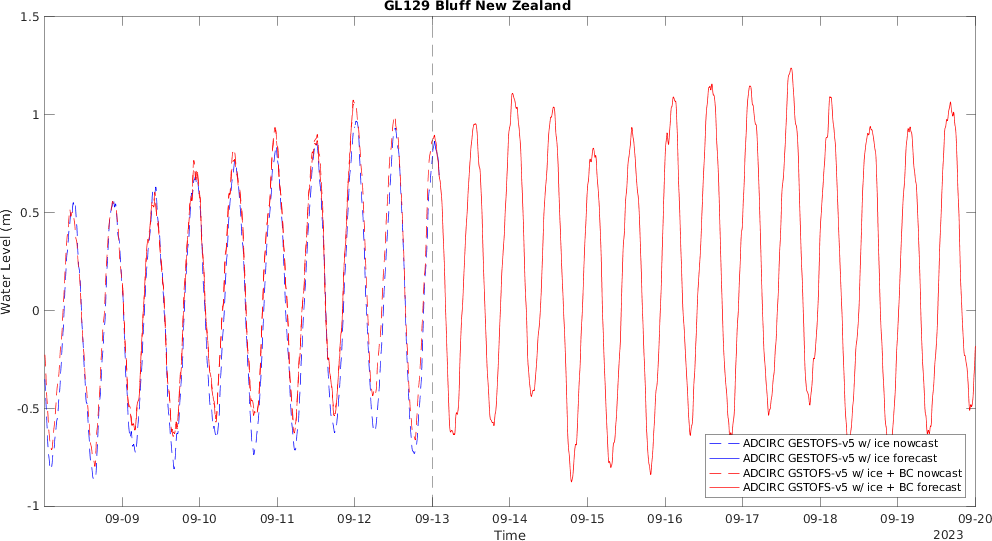 GL129 Bluff New Zealand
1.5
1
0.5
0
-0.5
-1
Water Level (m)
09-09 09-10 09-11 09-12 09-13 09-14 09-15 09-16 09-17 09-18 09-19 09-20
Time
2023
ADCIRC GESTOFS-v5 w/ ice nowcast
ADCIRC GESTOFS-v5 w/ ice forecast
ADCIRC GSTOFS-v5 w/ ice + BC nowcast
ADCIRC GSTOFS-v5 w/ ice + BC forecast